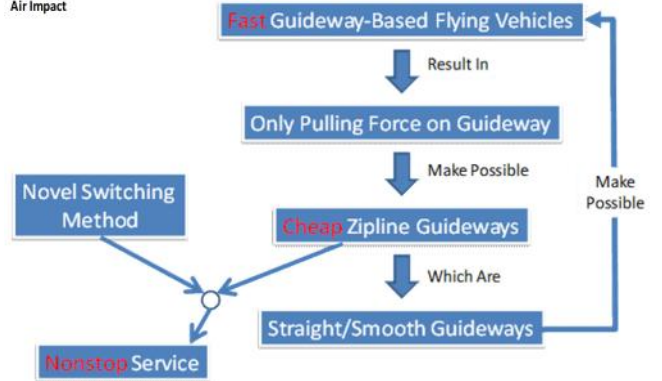 Air Impact
Fast Guideway-Based Flying Vehicles
Result In
Only Pulling Force on Guideway
Make Possible
Make
Possible
Novel Switching
Method
Cheap Zipline Guideways
Which Are
Straight/Smooth Guideways
Nonstop Service